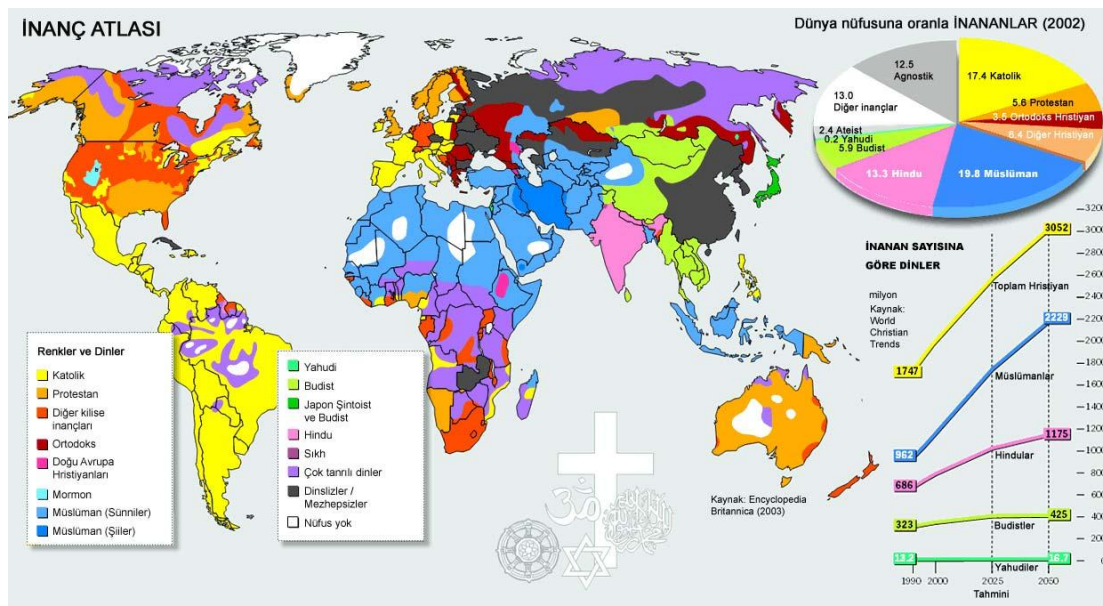 İNANÇ ATLASI
Dünya nüfusuna oranla İNANANLAR (2002)
12.5
Agnostik
17.4 Katolik
13.0
Diğer inançlar
5.6 Protestan
3.5 Ortodoks Hristiyan
6.4 Diğer Hristiyan
2.4 Ateist
0.2 Yahudi
5.9 Budist
13.3 Hindu
19.8 Müslüman
İNANAN SAYISINA
GÖRE DİNLER
milyon
Kaynak:
World
Christian
Trends
3052
Toplam Hristiyan
2229
1747
Müslümanlar
1175
962
Hindular
686
425
323
Budistler
13.2
16.7
Yahudiler
1990
2000
2025
2050
Tahmini
3200
3000
2800
2600
2400
2200
2000
1800
1600
1400
1200
1000
800
600
400
200
0
Renkler ve Dinler
Katolik
Protestan
Diğer kilise
inançları
Ortodoks
Doğu Avrupa
Hristiyanları
Mormon
Müslüman (Sünniler)
Müslüman (Şiiler)
Yahudi
Budist
Japon Şintoist
ve Budist
Hindu
Sıkh
Çok tanrılı dinler
Dinslizler /
Mezhepsizler
Nüfus yok
Kaynak: Encyclopedia
Britannica (2003)